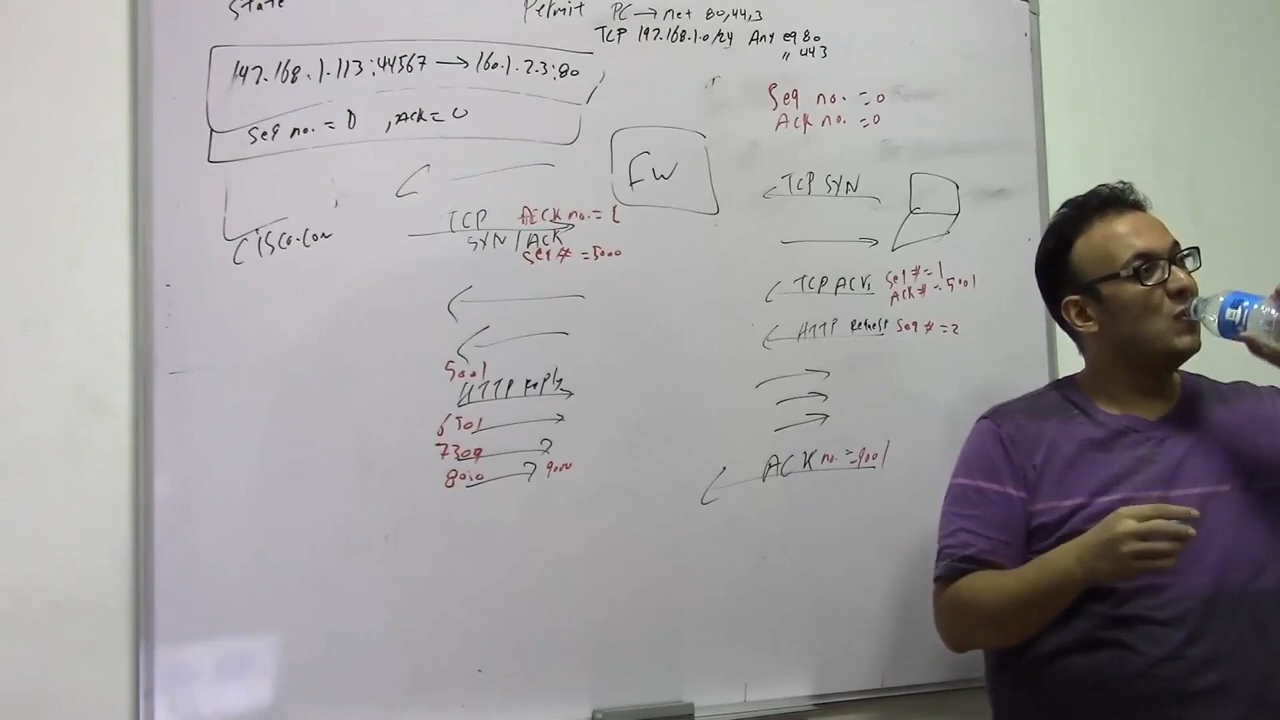 State
Permit PC → net 80,44,3
TCP 192.168.1.0/24 Any eq 80
" 443
192.168.1.113:44567 → 160.1.2.3:80
Seq no. = 0 , Ack = 0
Seq no. = 0
Ack no. = 0
FW
TCP SYN
cisco.com
TCP ACK no. = 1
SYN/ACK
Seq # = 5000
TCP ACK Seq # = 1
Ack # = 5001
HTTP Request Seq # = 2
5001
HTTP Reply
6501
7300
8010 9000
ACK no. = 9001